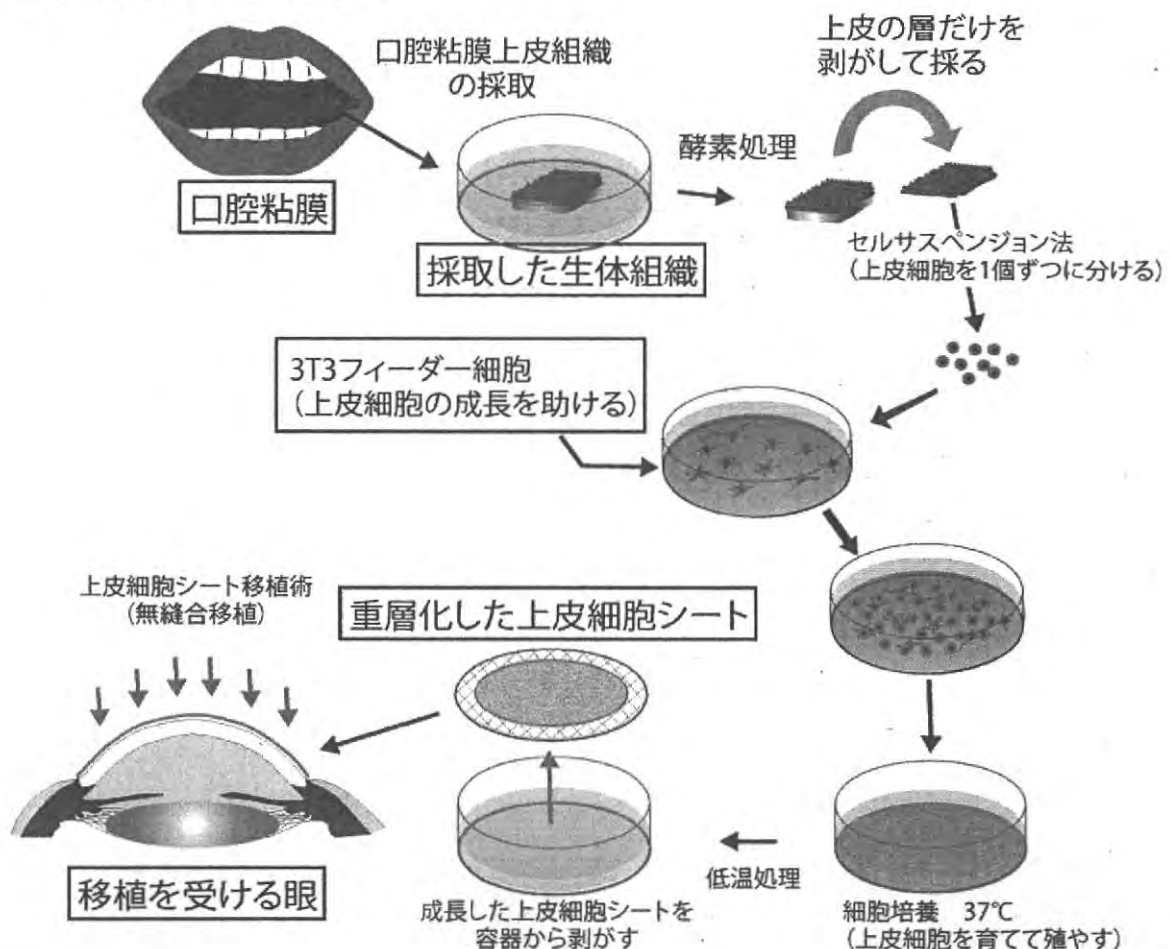 口腔粘膜上皮組織
の採取
上皮の層だけを
剥がして採る
酵素処理
口腔粘膜
採取した生体組織
セルサスペンジョン法
(上皮細胞を1個ずつに分ける)
3T3フィーダー細胞
(上皮細胞の成長を助ける)
上皮細胞シート移植術
(無縫合移植)
重層化した上皮細胞シート
移植を受ける眼
低温処理
成長した上皮細胞シートを
容器から剥がす
細胞培養 37℃
(上皮細胞を育てて殖やす)